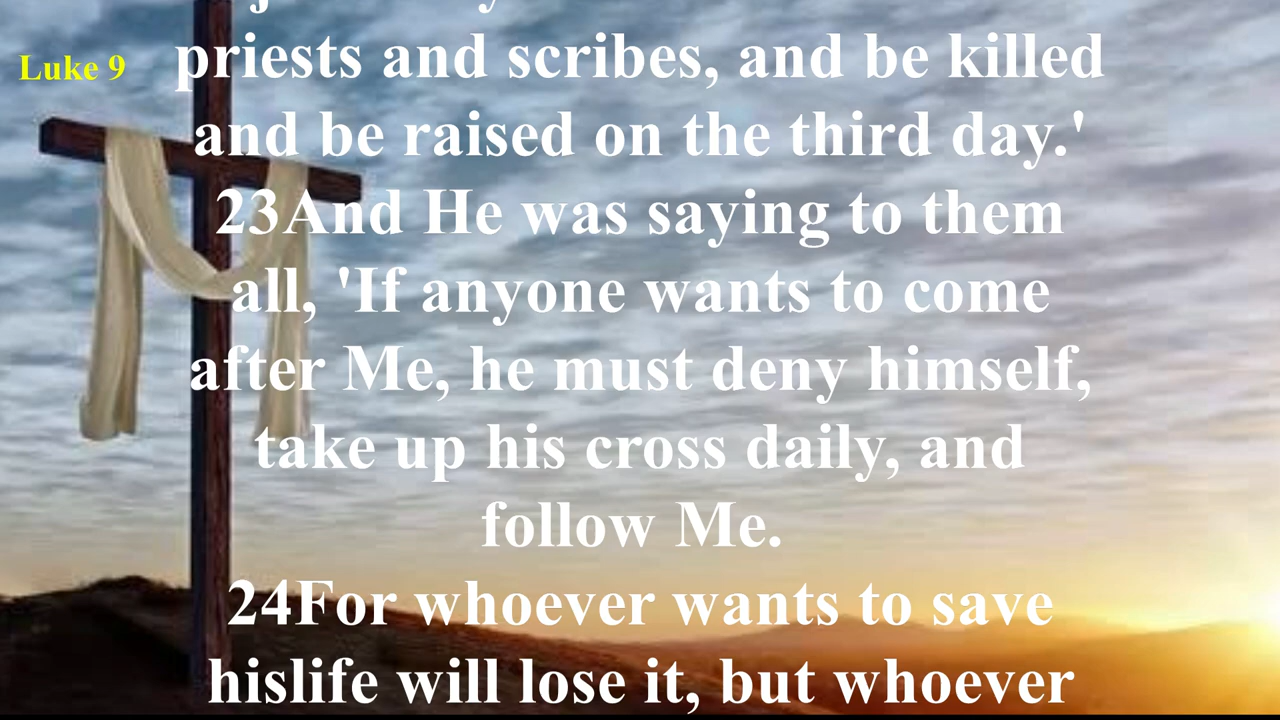 Luke 9
priests and scribes, and be killed
and be raised on the third day.'
23And He was saying to them
all, 'If anyone wants to come
after Me, he must deny himself,
take up his cross daily, and
follow Me.
24For whoever wants to save
hislife will lose it, but whoever